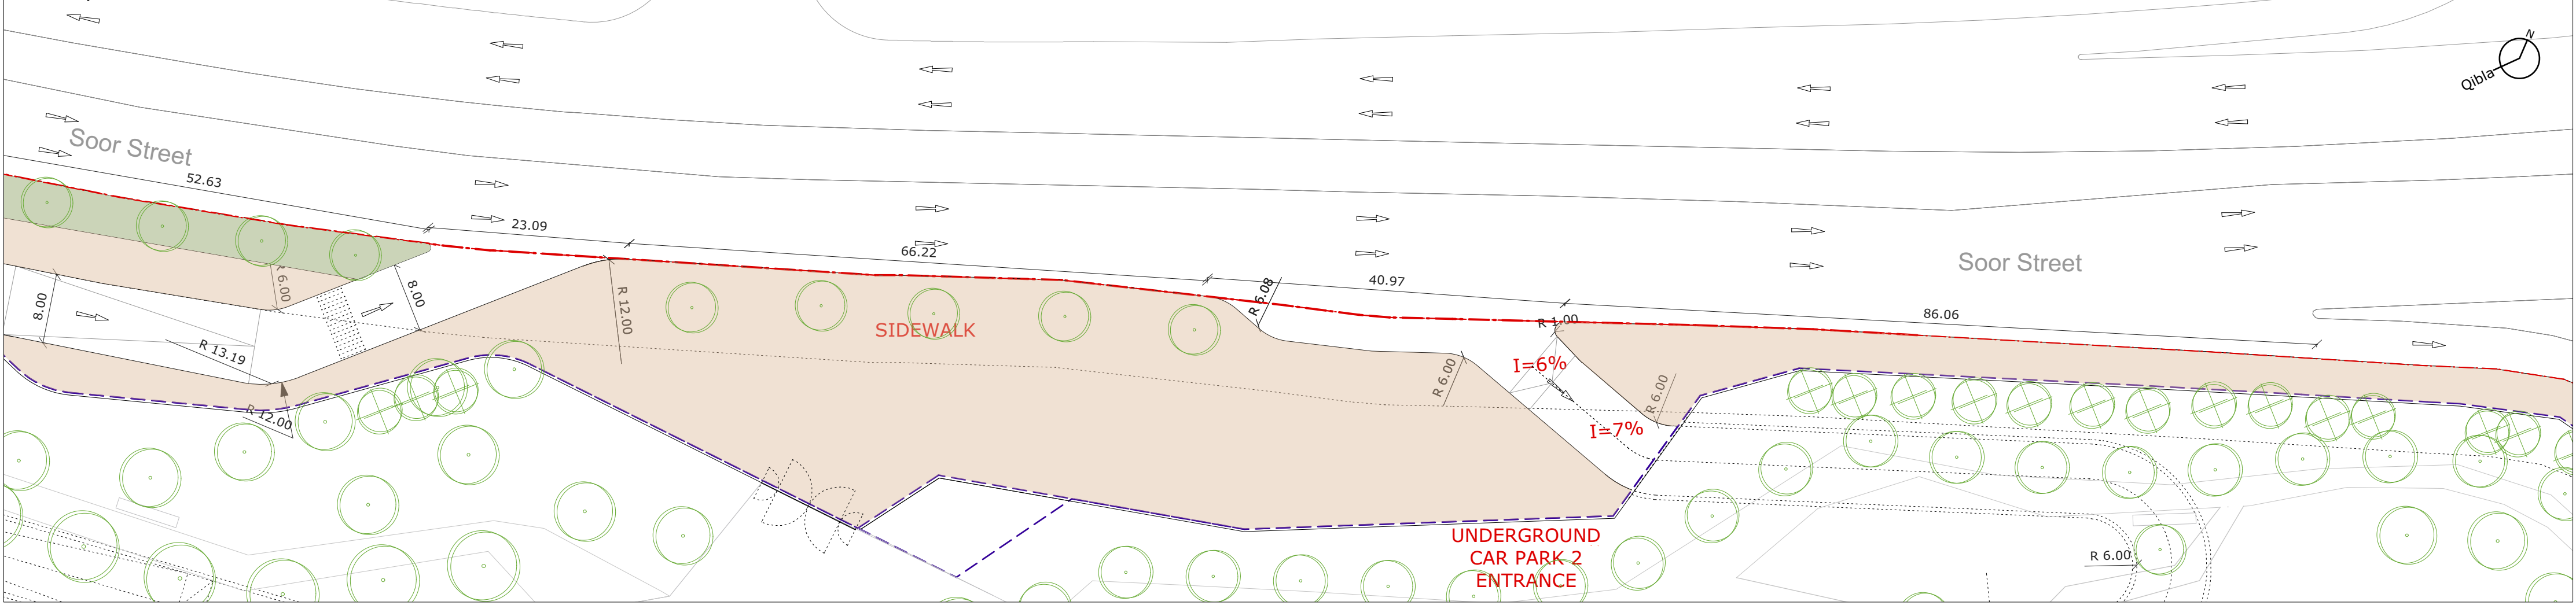 N
Qibla
Soor Street
52.63
23.09
66.22
40.97
86.06
Soor Street
8.00
R 6.00
8.00
R 13.19
R 12.00
R 12.00
SIDEWALK
R 6.08
R 1.00
I=6%
R 6.00
R 6.00
I=7%
UNDERGROUND
CAR PARK 2
ENTRANCE
R 6.00